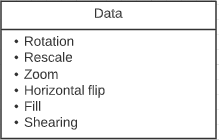 Data
• Rotation
• Rescale
• Zoom
• Horizontal flip
• Fill
• Shearing